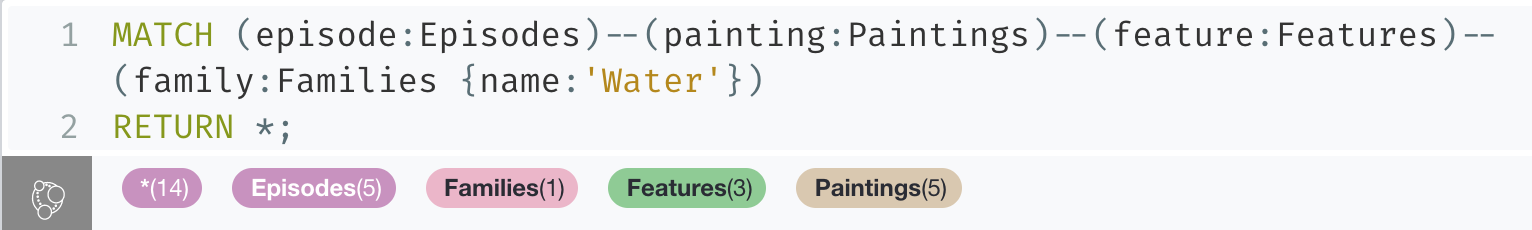 1 MATCH (episode:Episodes)--(painting:Paintings)--(feature:Features)--
(family:Families {name:'Water'})
2 RETURN *;
*(14) Episodes(5) Families(1) Features(3) Paintings(5)